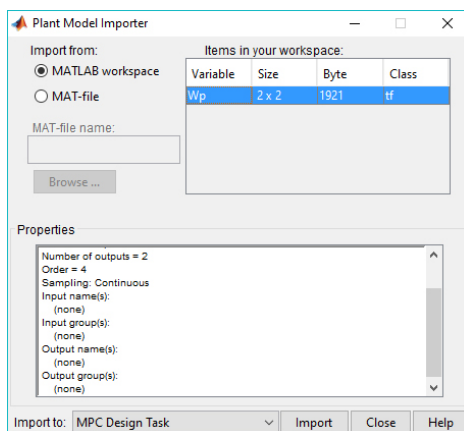 Plant Model Importer
Import from:
MATLAB workspace
MAT-file
MAT-file name:
Browse ...
Items in your workspace:
Variable Size Byte Class
Wp 2 x 2 1921 tf
Properties
Number of outputs = 2
Order = 4
Sampling: Continuous
Input name(s):
(none)
Input group(s):
(none)
Output name(s):
(none)
Output group(s):
(none)
Import to: MPC Design Task Import Close Help